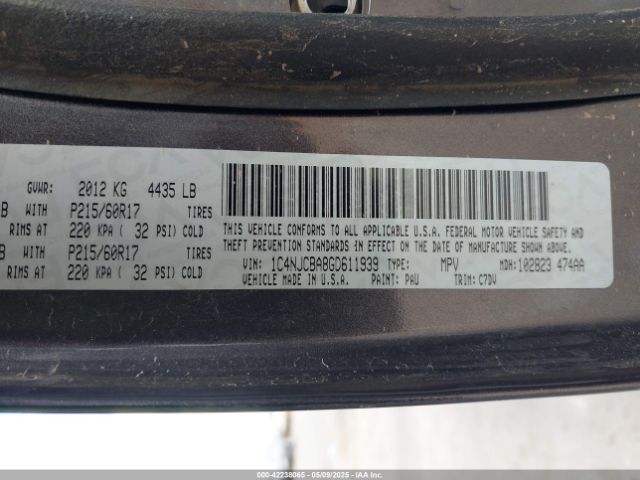 GVWR: 2012 KG 4435 LB
B WITH P215/60R17 TIRES
RIMS AT 220 KPA ( 32 PSI) COLD
B WITH P215/60R17 TIRES
RIMS AT 220 KPA ( 32 PSI) COLD
THIS VEHICLE CONFORMS TO ALL APPLICABLE U.S.A. FEDERAL MOTOR VEHICLE SAFETY AND
THEFT PREVENTION STANDARDS IN EFFECT ON THE DATE OF MANUFACTURE SHOWN ABOVE.
VIN: 1C4NJCBA8GD611939 TYPE: MPV MDH: 102823 474AA
VEHICLE MADE IN U.S.A. PAINT: PAU TRIM: C7DV
000-42238065 - 05/09/2025 - IAAI.COM